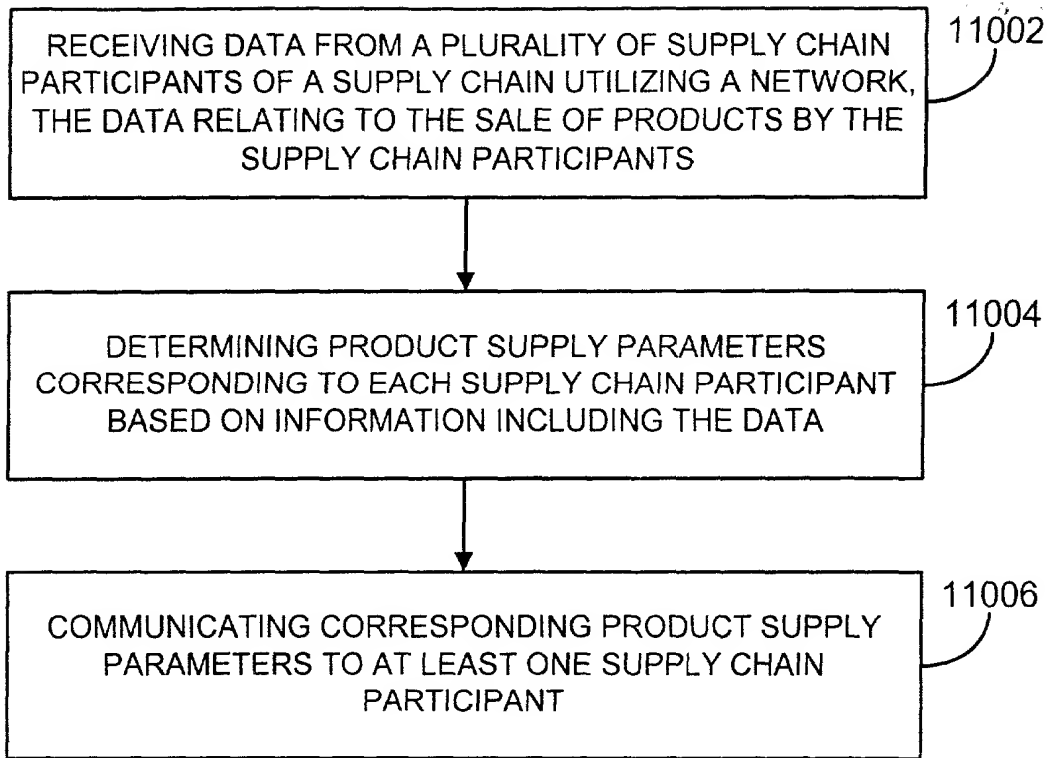 RECEIVING DATA FROM A PLURALITY OF SUPPLY CHAIN
PARTICIPANTS OF A SUPPLY CHAIN UTILIZING A NETWORK,
THE DATA RELATING TO THE SALE OF PRODUCTS BY THE
SUPPLY CHAIN PARTICIPANTS
11002
DETERMINING PRODUCT SUPPLY PARAMETERS
CORRESPONDING TO EACH SUPPLY CHAIN PARTICIPANT
BASED ON INFORMATION INCLUDING THE DATA
11004
COMMUNICATING CORRESPONDING PRODUCT SUPPLY
PARAMETERS TO AT LEAST ONE SUPPLY CHAIN
PARTICIPANT
11006